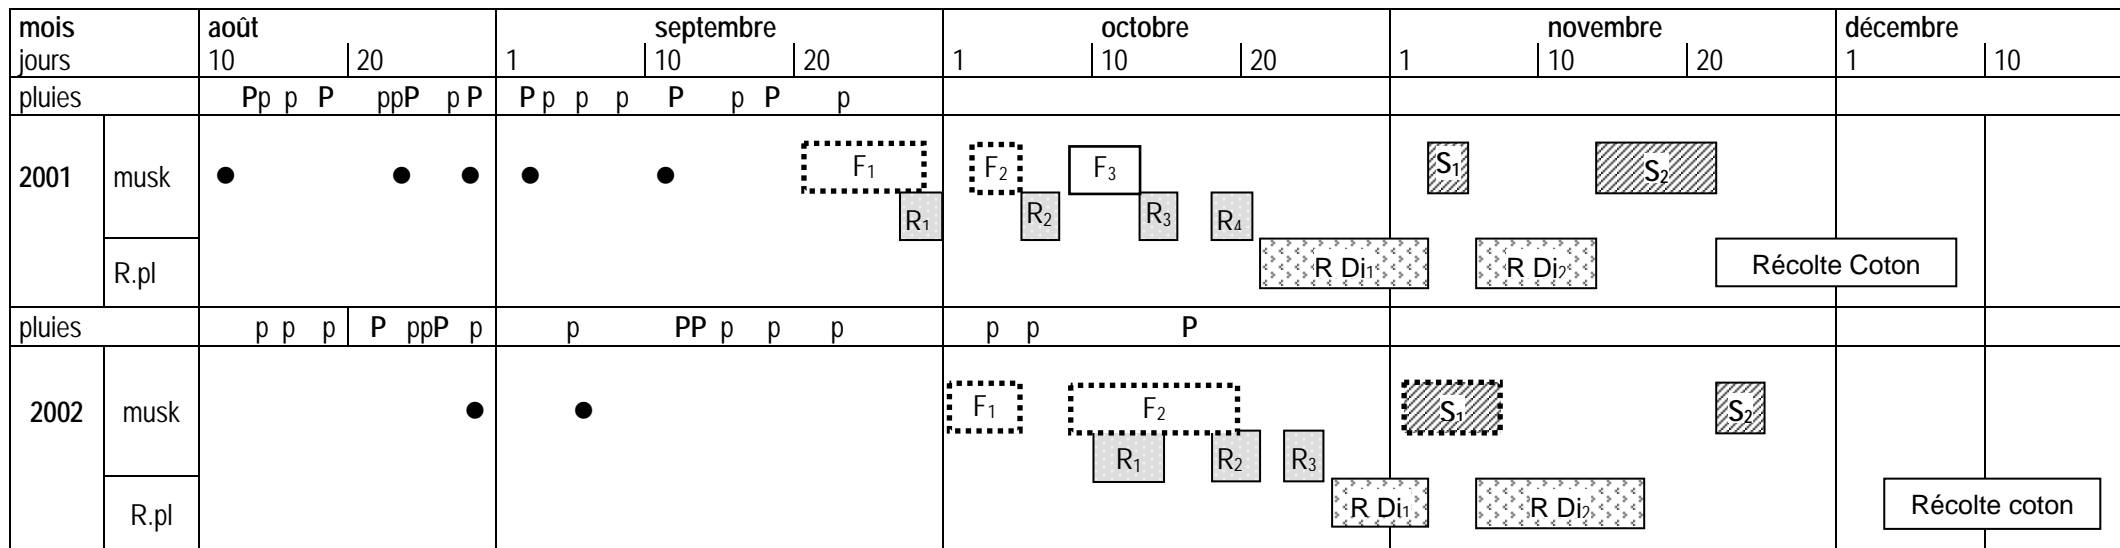 mois août septembre octobre novembre décembre
jours 10 20 1 10 20 1 10 20 1 10 20 1 10
pluies Pp p P ppP p P P p p p P p P p
2001 musk F₁ F₂ F₃ S₁ S₂
R₁ R₂ R₃ R₄
R.pl R Di₁ R Di₂ Récolte Coton
pluies p p p P ppP p p PP p p p p p P
2002 musk F₁ F₂ S₁ S₂
R₁ R₂ R₃
R.pl R Di₁ R Di₂ Récolte coton